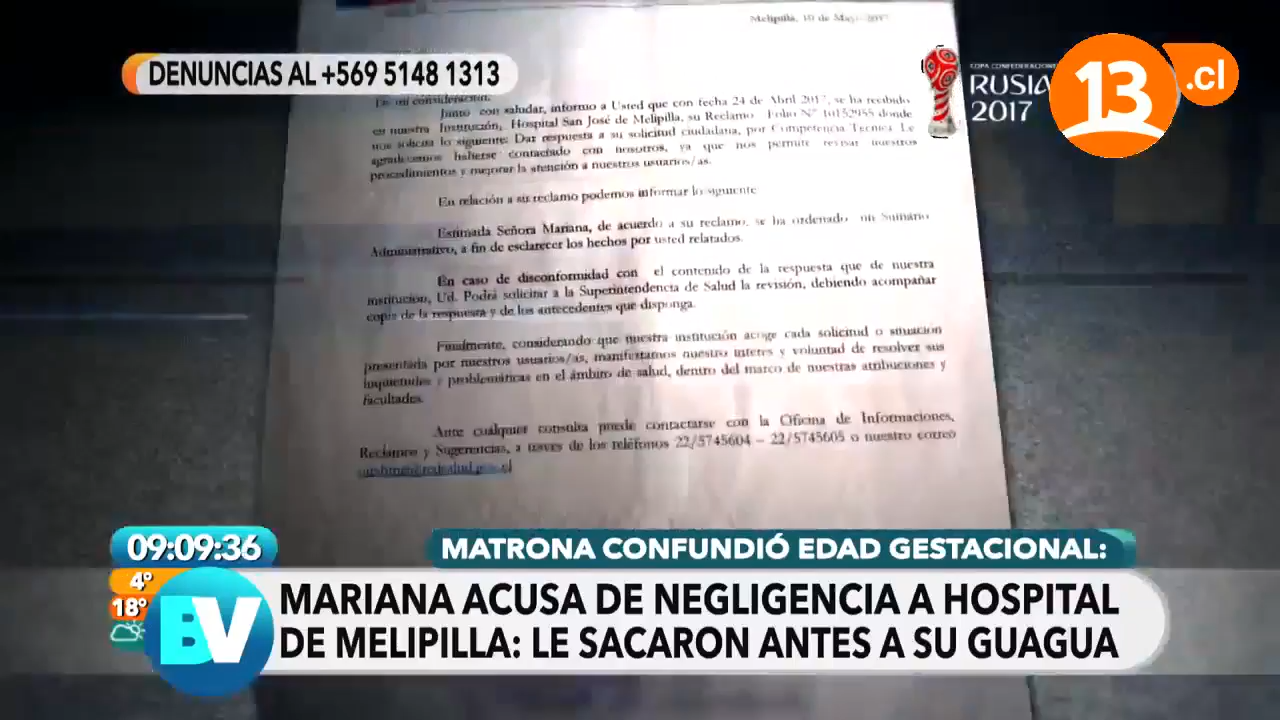 Melipilla, 10 de Mayo 2017
DENUNCIAS AL +569 5148 1313
COPA CONFEDERACIONES
RUSIA
2017
13
.cl
De mi consideración.
Junto con saludar, informo a Usted que con fecha 24 de Abril 2017, se ha recibido
en nuestra Institución, Hospital San José de Melipilla, su Reclamo Folio N° 10152955 donde
nos solicita lo siguiente: Dar respuesta a su solicitud ciudadana, por Competencia Técnica. Le
agradecemos haberse contactado con nosotros, ya que nos permite revisar nuestros
procedimientos y mejorar la atención a nuestros usuarios/as.
En relación a su reclamo podemos informar lo siguiente
Estimada Señora Mariana, de acuerdo a su reclamo, se ha ordenado un Sumario
Administrativo, a fin de esclarecer los hechos por usted relatados.
En caso de disconformidad con el contenido de la respuesta que de nuestra
institución, Ud. Podrá solicitar a la Superintendencia de Salud la revisión, debiendo acompañar
copia de la respuesta y de los antecedentes que disponga.
Finalmente, considerando que nuestra institución acoge cada solicitud o situación
presentada por nuestros usuarios/as, manifestamos nuestro interés y voluntad de resolver sus
inquietudes y problemáticas en el ámbito de salud, dentro del marco de nuestras atribuciones y
facultades.
Ante cualquier consulta puede contactarse con la Oficina de Informaciones,
Reclamos y Sugerencias, a traves de los teléfonos 22/5745604 – 22/5745605 o nuestro correo
09:09:36
MATRONA CONFUNDIÓ EDAD GESTACIONAL:
4°
18°
BV
MARIANA ACUSA DE NEGLIGENCIA A HOSPITAL
DE MELIPILLA: LE SACARON ANTES A SU GUAGUA